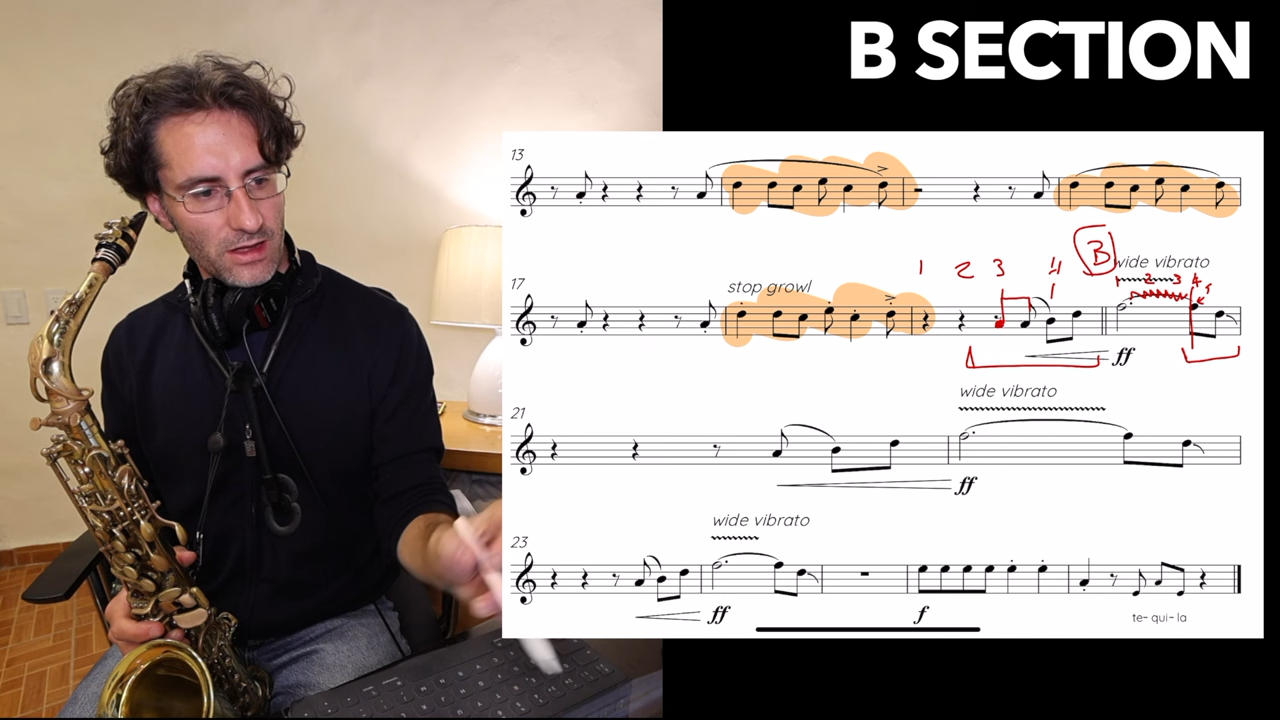 B SECTION
13
B
wide vibrato
1 2 3 4
2 3 4
17
stop growl
ff
wide vibrato
21
ff
wide vibrato
23
ff
f
te- qui- la